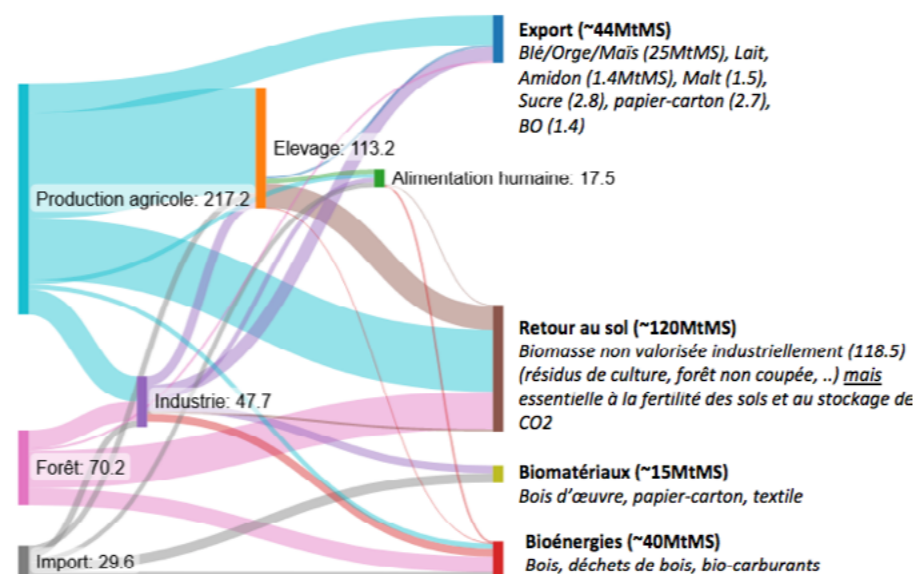 Export (~44MtMS)
Blé/Orge/Maïs (25MtMS), Lait,
Amidon (1.4MtMS), Malt (1.5),
Sucre (2.8), papier-carton (2.7),
BO (1.4)
Elevage: 113.2
Alimentation humaine: 17.5
Production agricole: 217.2
Retour au sol (~120MtMS)
Biomasse non valorisée industriellement (118.5)
(résidus de culture, forêt non coupée, ..) mais
essentielle à la fertilité des sols et au stockage de
CO2
Industrie: 47.7
Forêt: 70.2
Biomatériaux (~15MtMS)
Bois d'œuvre, papier-carton, textile
Import: 29.6
Bioénergies (~40MtMS)
Bois, déchets de bois, bio-carburants